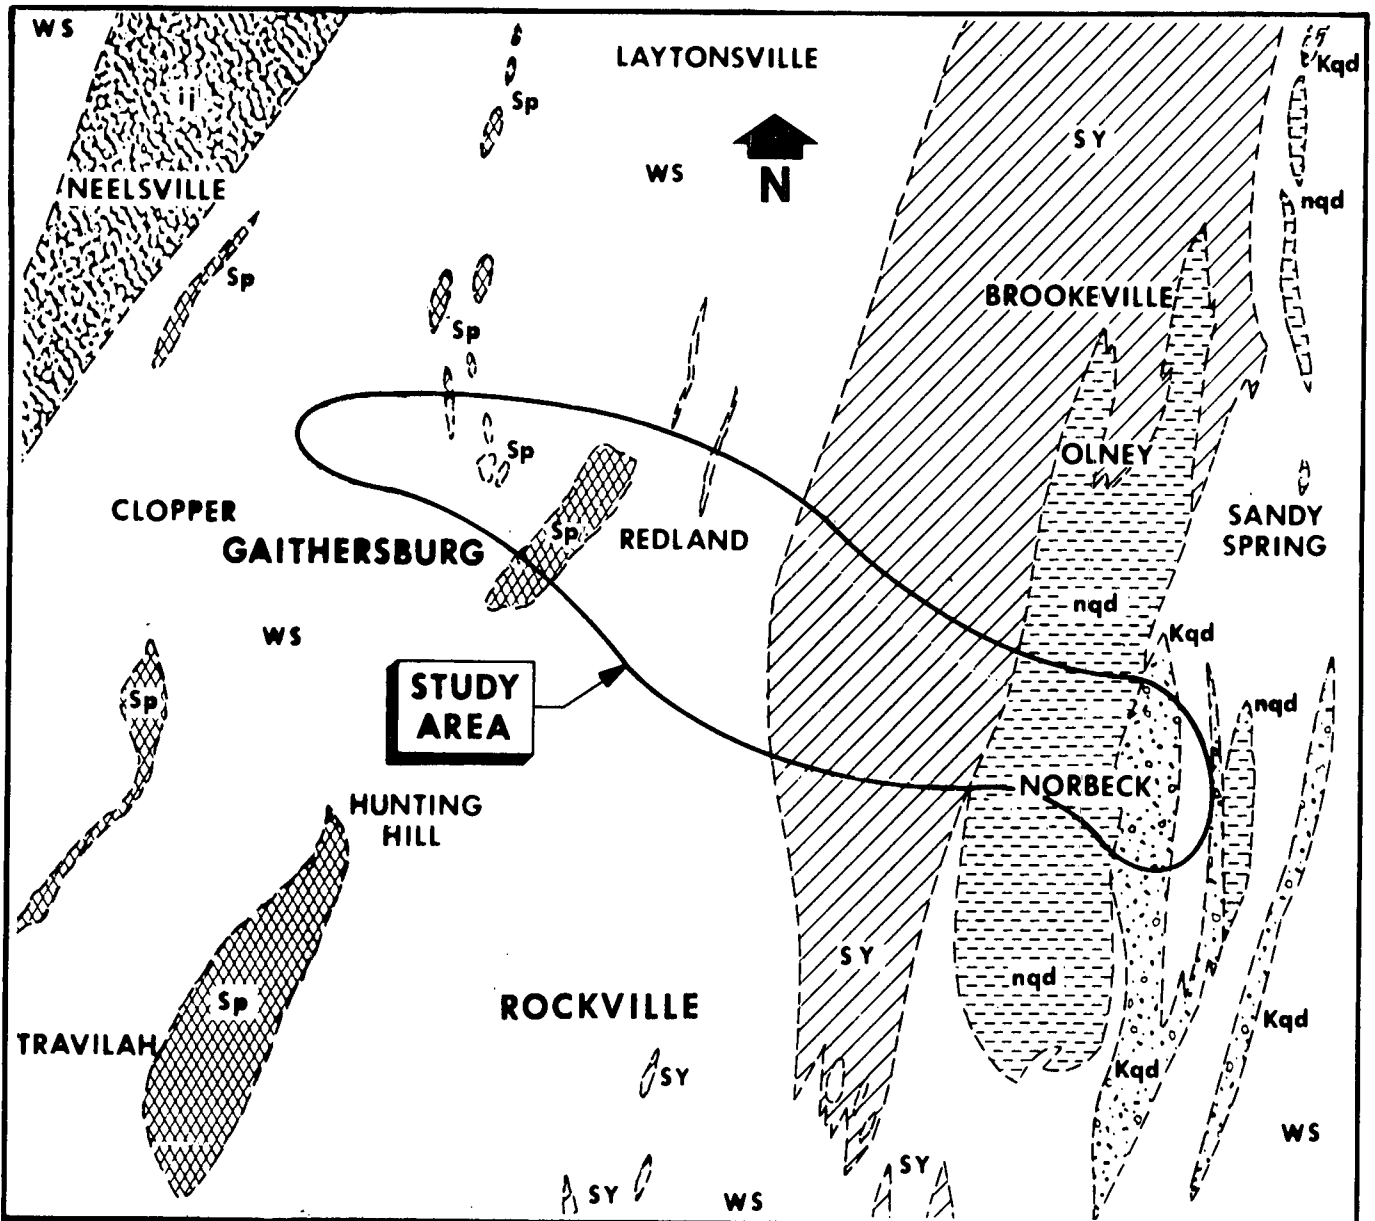 WS
LAYTONSVILLE
Kqd
ij
Sp
SY
WS
N
NEELSVILLE
nqd
Sp
BROOKEVILLE
Sp
Sp
OLNEY
CLOPPER
SANDY
SPRING
GAITHERSBURG
Sp
REDLAND
nqd
WS
Kqd
STUDY
AREA
Sp
nqd
NORBECK
HUNTING
HILL
SY
nqd
Sp
ROCKVILLE
Kqd
TRAVILAH
SY
Kqd
WS
SY
SY
WS